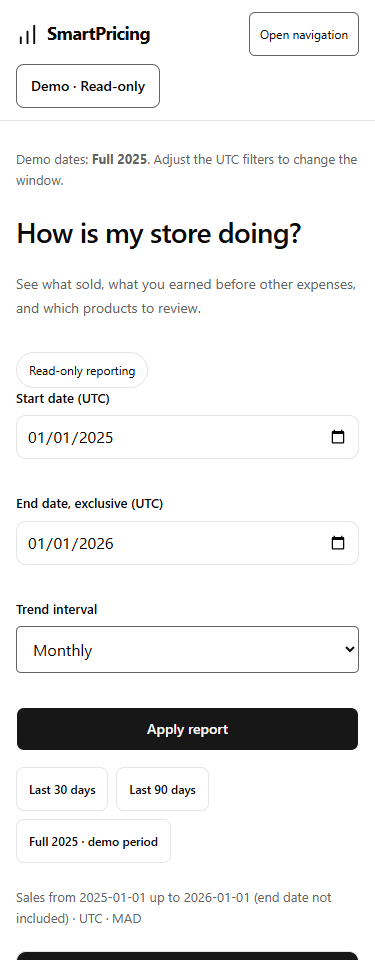 SmartPricing
Open navigation
Demo · Read-only
Demo dates: Full 2025. Adjust the UTC filters to change the
window.
How is my store doing?
See what sold, what you earned before other expenses,
and which products to review.
Read-only reporting
Start date (UTC)
01/01/2025
End date, exclusive (UTC)
01/01/2026
Trend interval
Monthly
Apply report
Last 30 days
Last 90 days
Full 2025 · demo period
Sales from 2025-01-01 up to 2026-01-01 (end date not
included) · UTC · MAD